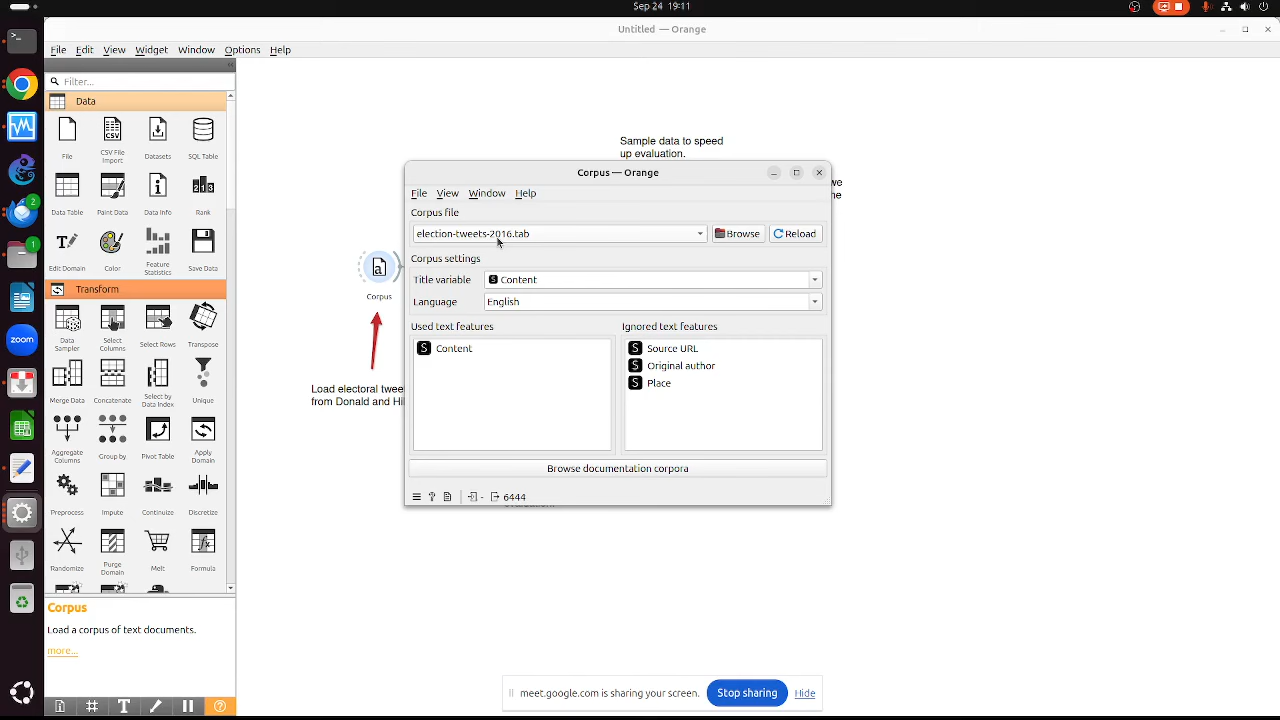 Sep 24 19:11
Untitled — Orange
File Edit View Widget Window Options Help
Filter...
Data
File
CSV File Import
Datasets
SQL Table
Data Table
Paint Data
Data Info
Rank
Edit Domain
Color
Feature Statistics
Save Data
Transform
Data Sampler
Select Columns
Select Rows
Transpose
Merge Data
Concatenate
Select by Data Index
Unique
Aggregate Columns
Group by
Pivot Table
Apply Domain
Preprocess
Impute
Continuize
Discretize
Randomize
Purge Domain
Melt
Formula
Corpus
Load a corpus of text documents.
more...
Sample data to speed
up evaluation.
we
ne
Corpus
Load electoral twee
from Donald and Hi
Corpus — Orange
File View Window Help
Corpus file
election-tweets-2016.tab
Browse
Reload
Corpus settings
Title variable
S Content
Language
English
Used text features
S Content
Ignored text features
S Source URL
S Original author
S Place
Browse documentation corpora
- 6444
meet.google.com is sharing your screen.
Stop sharing
Hide
zoom
2
1